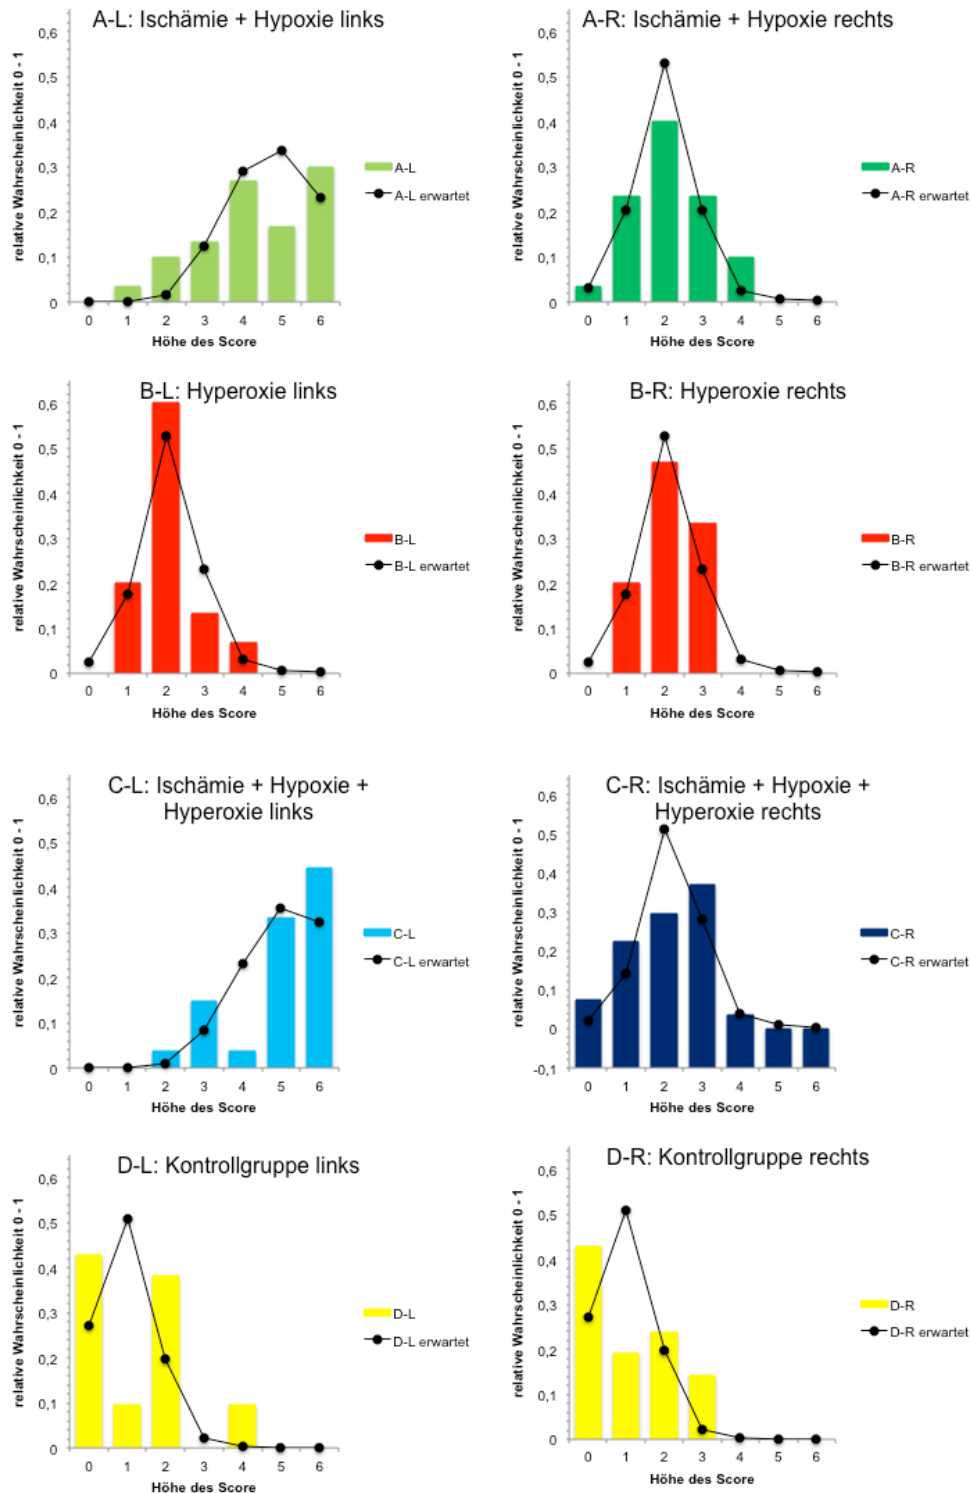 A-L: Ischämie + Hypoxie links
relative Wahrscheinlichkeit 0 - 1
0,6
0,5
0,4
0,3
0,2
0,1
0
0 1 2 3 4 5 6
Höhe des Score
A-L
A-L erwartet
A-R: Ischämie + Hypoxie rechts
relative Wahrscheinlichkeit 0 - 1
0,6
0,5
0,4
0,3
0,2
0,1
0
0 1 2 3 4 5 6
Höhe des Score
A-R
A-R erwartet
B-L: Hyperoxie links
relative Wahrscheinlichkeit 0 - 1
0,6
0,5
0,4
0,3
0,2
0,1
0
0 1 2 3 4 5 6
Höhe des Score
B-L
B-L erwartet
B-R: Hyperoxie rechts
relative Wahrscheinlichkeit 0 - 1
0,6
0,5
0,4
0,3
0,2
0,1
0
0 1 2 3 4 5 6
Höhe des Score
B-R
B-R erwartet
C-L: Ischämie + Hypoxie +
Hyperoxie links
relative Wahrscheinlichkeit 0 - 1
0,6
0,5
0,4
0,3
0,2
0,1
0
0 1 2 3 4 5 6
Höhe des Score
C-L
C-L erwartet
C-R: Ischämie + Hypoxie +
Hyperoxie rechts
relative Wahrscheinlichkeit 0 - 1
0,6
0,5
0,4
0,3
0,2
0,1
0
-0,1
0 1 2 3 4 5 6
Höhe des Score
C-R
C-R erwartet
D-L: Kontrollgruppe links
relative Wahrscheinlichkeit 0 - 1
0,6
0,5
0,4
0,3
0,2
0,1
0
0 1 2 3 4 5 6
Höhe des Score
D-L
D-L erwartet
D-R: Kontrollgruppe rechts
relative Wahrscheinlichkeit 0 - 1
0,6
0,5
0,4
0,3
0,2
0,1
0
0 1 2 3 4 5 6
Höhe des Score
D-R
D-R erwartet